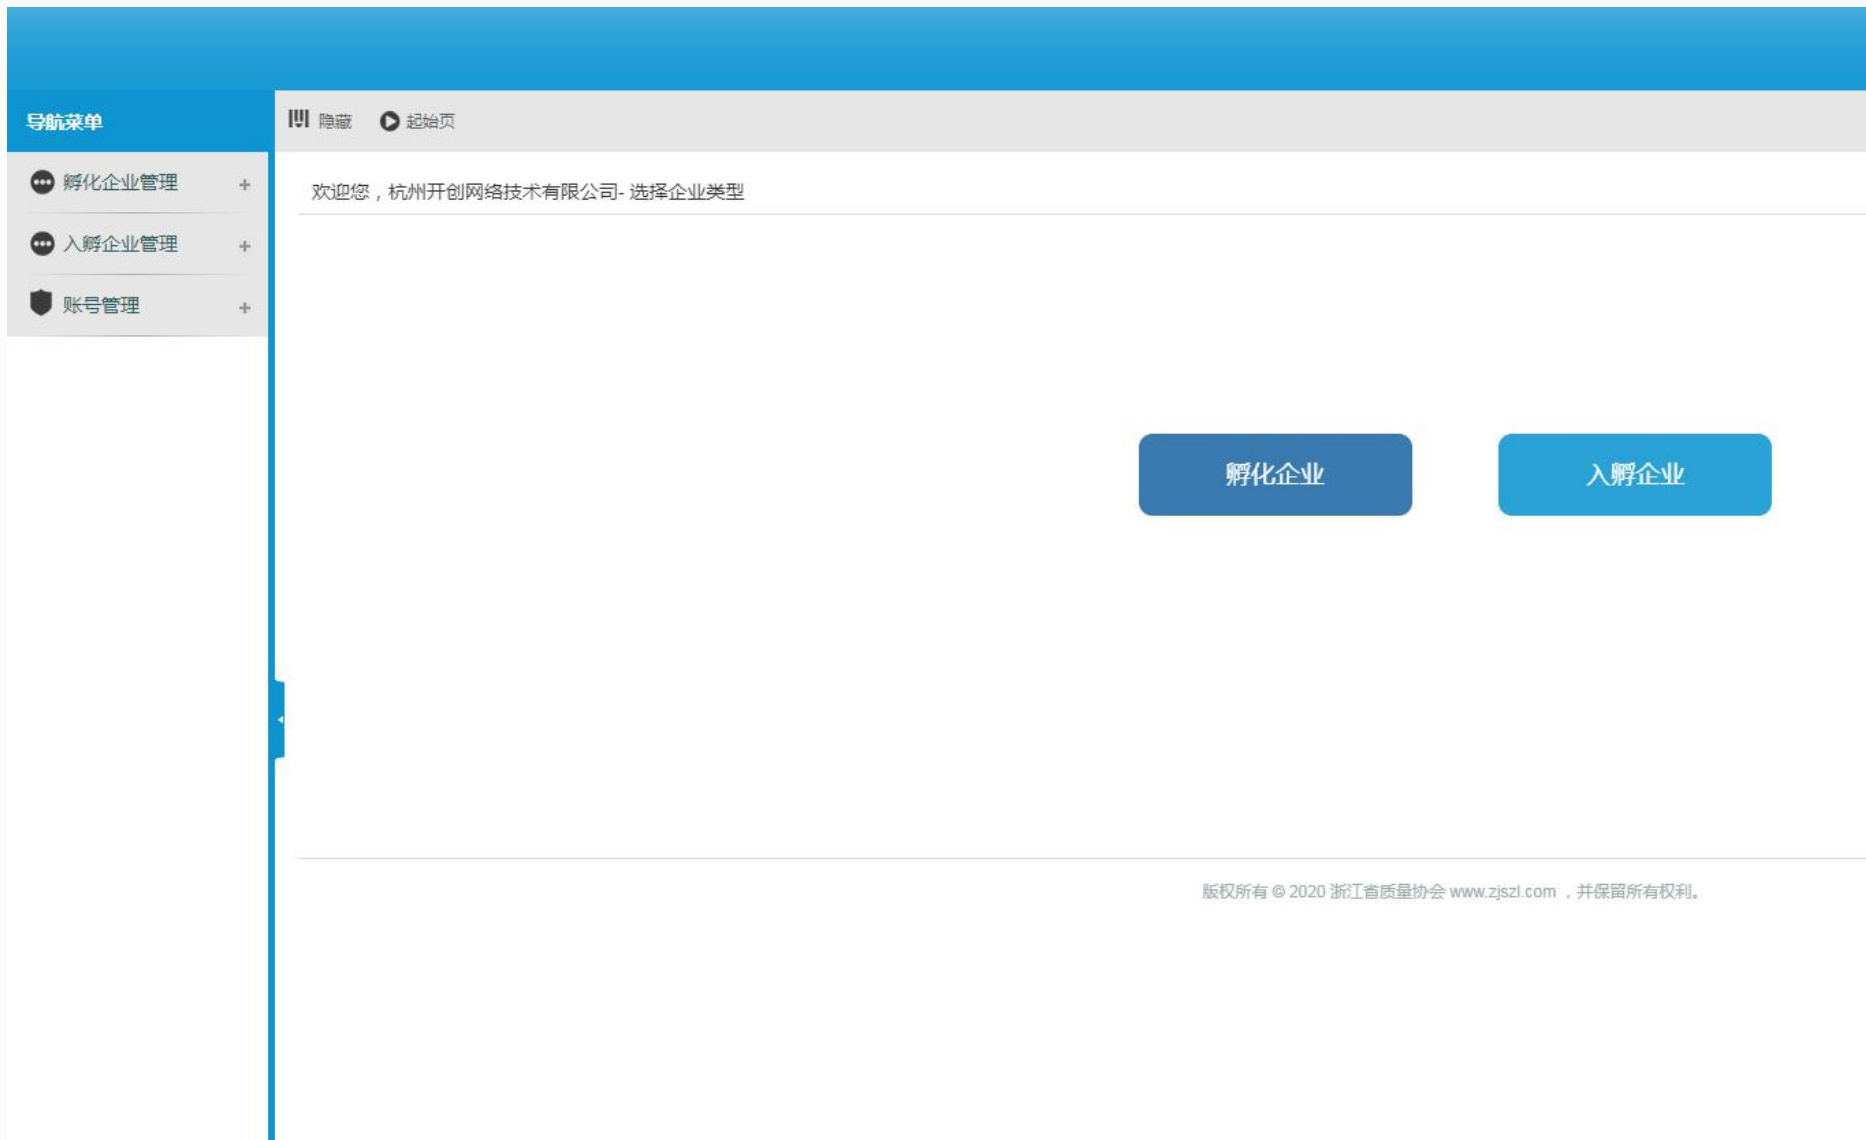 导航菜单
隐藏 起始页
孵化企业管理
入孵企业管理
账号管理
欢迎您，杭州开创网络技术有限公司- 选择企业类型
孵化企业 入孵企业
版权所有 © 2020 浙江省质量协会 www.zjszl.com ，并保留所有权利。